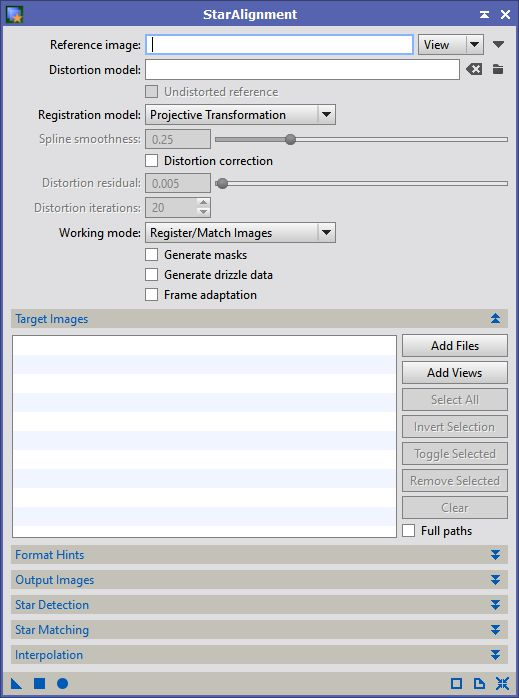 StarAlignment
Reference image: View
Distortion model:
Undistorted reference
Registration model: Projective Transformation
Spline smoothness: 0.25
Distortion correction
Distortion residual: 0.005
Distortion iterations: 20
Working mode: Register/Match Images
Generate masks
Generate drizzle data
Frame adaptation
Target Images
Add Files
Add Views
Select All
Invert Selection
Toggle Selected
Remove Selected
Clear
Full paths
Format Hints
Output Images
Star Detection
Star Matching
Interpolation